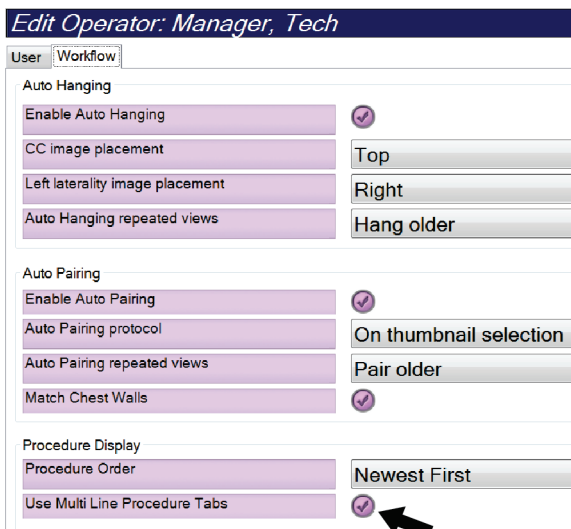 Edit Operator: Manager, Tech
User Workflow
Auto Hanging
Enable Auto Hanging
CC image placement Top
Left laterality image placement Right
Auto Hanging repeated views Hang older
Auto Pairing
Enable Auto Pairing
Auto Pairing protocol On thumbnail selection
Auto Pairing repeated views Pair older
Match Chest Walls
Procedure Display
Procedure Order Newest First
Use Multi Line Procedure Tabs